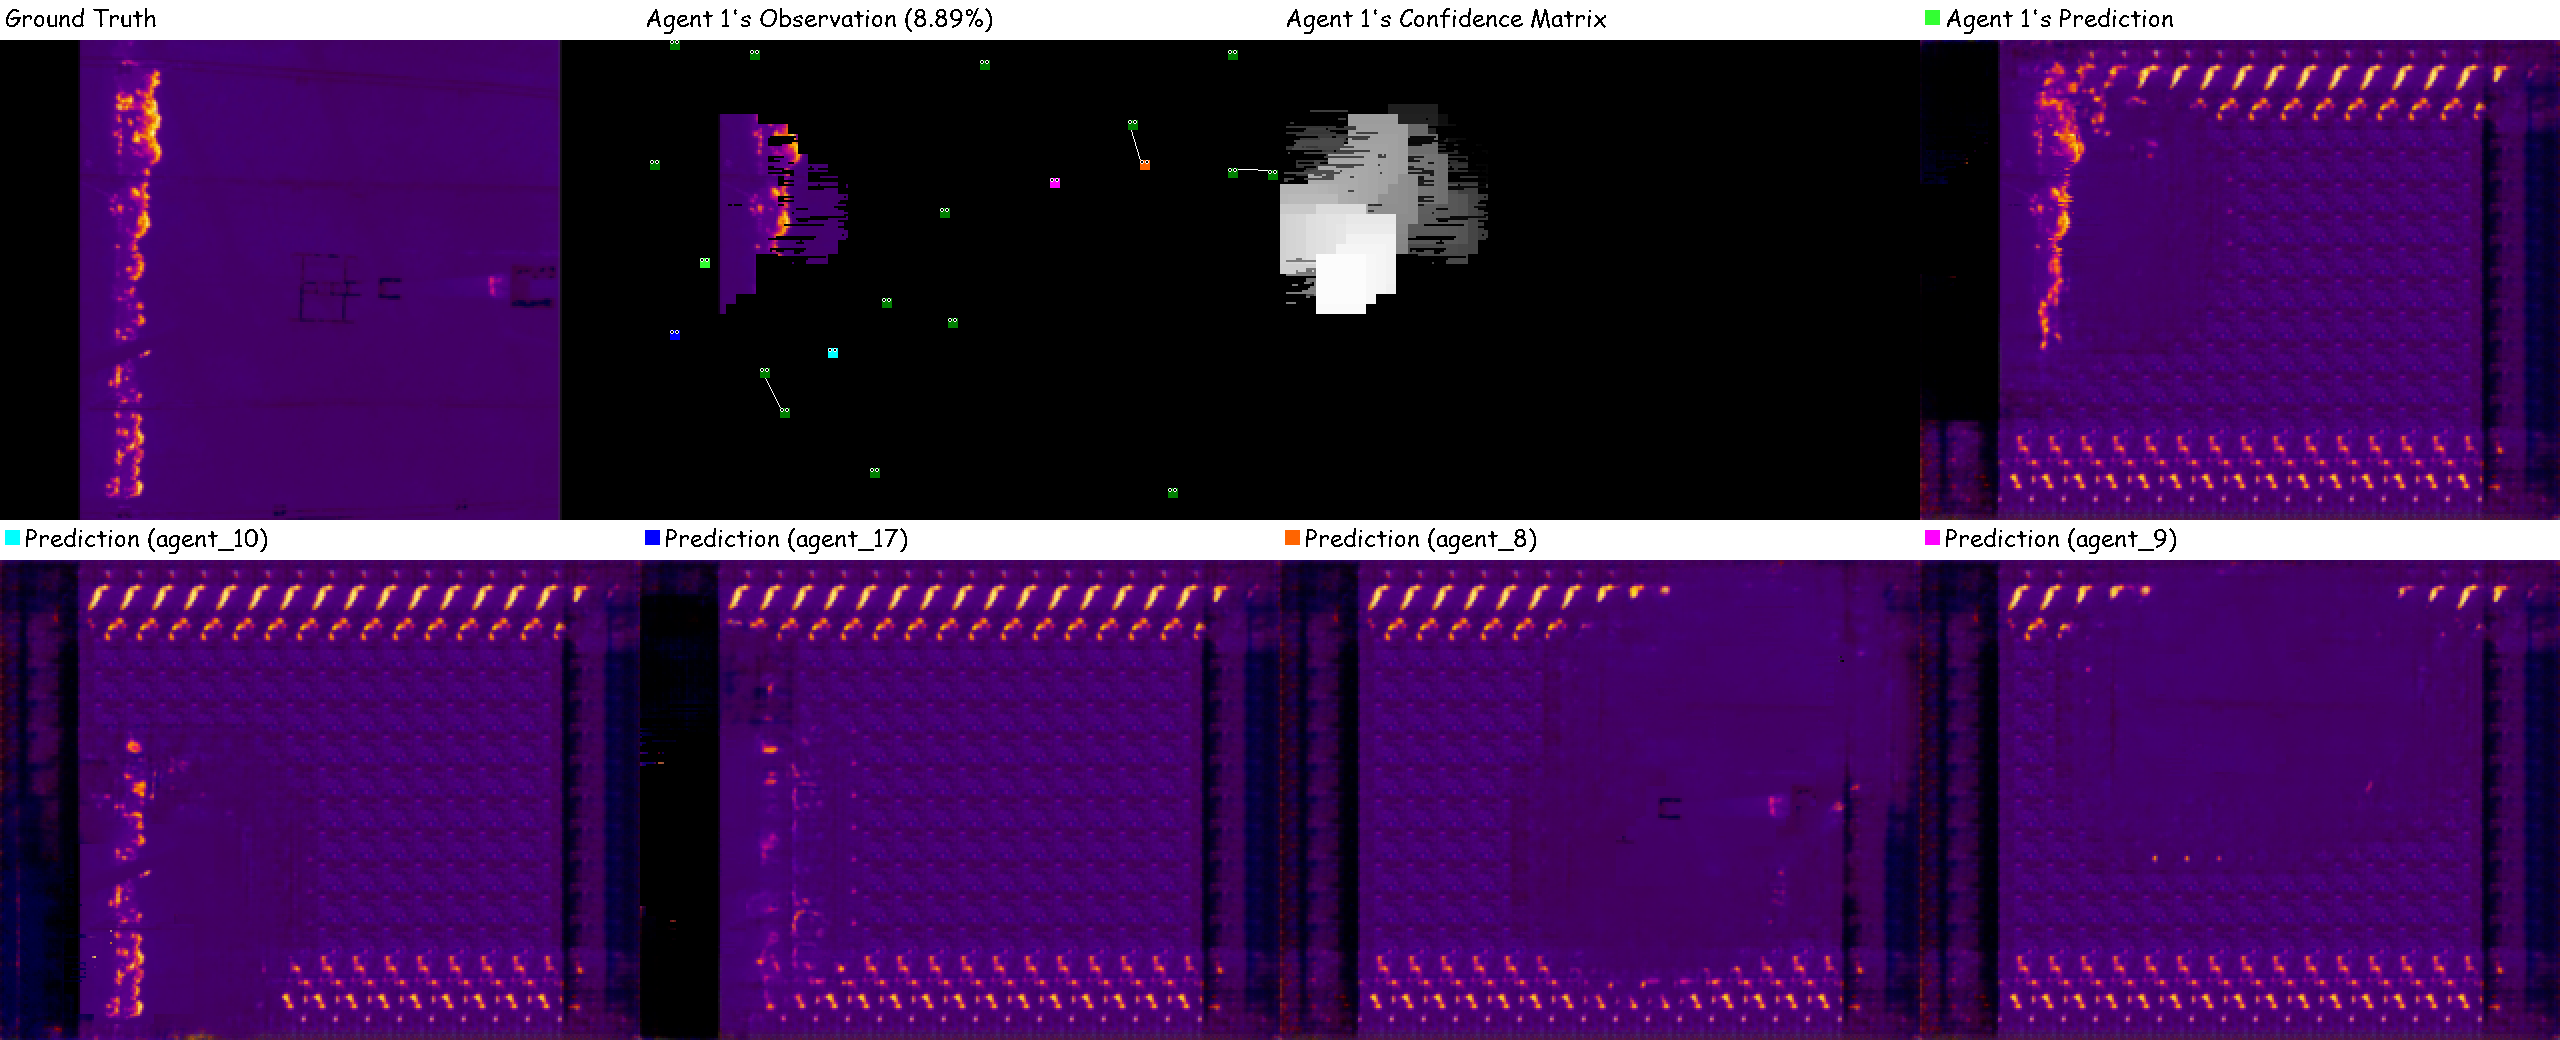 Ground Truth
Agent 1's Observation (8.89%)
Agent 1's Confidence Matrix
Agent 1's Prediction
Prediction (agent_10)
Prediction (agent_17)
Prediction (agent_8)
Prediction (agent_9)